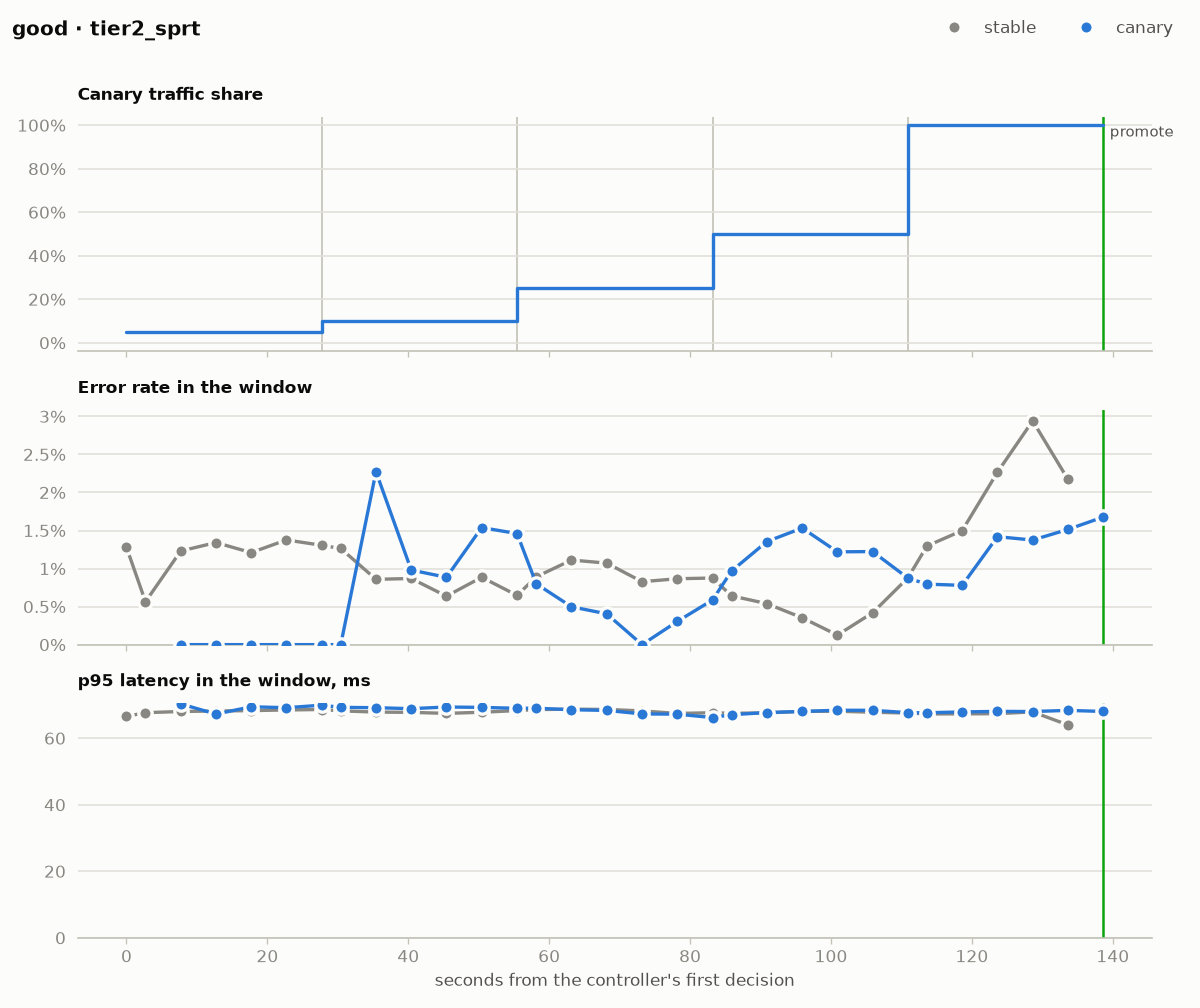 good · tier2_sprt
stable
canary
Canary traffic share
100%
80%
60%
40%
20%
0%
promote
Error rate in the window
3%
2.5%
2%
1.5%
1%
0.5%
0%
p95 latency in the window, ms
60
40
20
0
0 20 40 60 80 100 120 140
seconds from the controller's first decision